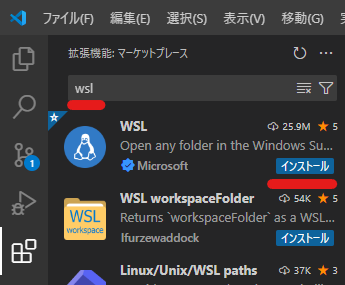 ファイル(F) 編集(E) 選択(S) 表示(V) 移動(G)
拡張機能: マーケットプレース
wsl
WSL 25.9M 5
Open any folder in the Windows Su...
Microsoft インストール
WSL
WSL workspaceFolder 54K 5
Returns `workspaceFolder` as a WSL...
lfurzewaddock インストール
1
Linux/Unix/WSL paths 37K 3